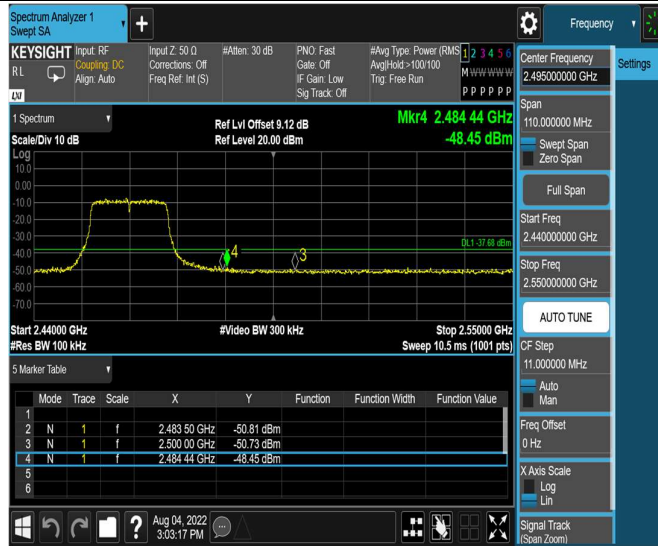 Spectrum Analyzer 1
Swept SA
+
Frequency
KEYSIGHT
Input: RF
Coupling: DC
Align: Auto
Input Z: 50 Ω
Corrections: Off
Freq Ref: Int (S)
#Atten: 30 dB
PNO: Fast
Gate: Off
IF Gain: Low
Sig Track: Off
#Avg Type: Power (RMS
Avg|Hold:>100/100
Trig: Free Run
1 2 3 4 5 6
M W W W W W
P P P P P P
R L
LXI
1 Spectrum
Scale/Div 10 dB
Ref Lvl Offset 9.12 dB
Ref Level 20.00 dBm
Mkr4 2.484 44 GHz
-48.45 dBm
Log
10.0
0.00
-10.0
-20.0
-30.0
-40.0
-50.0
-60.0
-70.0
DL1 -37.68 dBm
4
3
Start 2.44000 GHz
#Res BW 100 kHz
#Video BW 300 kHz
Stop 2.55000 GHz
Sweep 10.5 ms (1001 pts)
5 Marker Table
Mode Trace Scale X Y Function Function Width Function Value
1
2 N 1 f 2.483 50 GHz -50.81 dBm
3 N 1 f 2.500 00 GHz -50.73 dBm
4 N 1 f 2.484 44 GHz -48.45 dBm
5
6
Aug 04, 2022
3:03:17 PM
?
Center Frequency
2.495000000 GHz
Settings
Span
110.000000 MHz
Swept Span
Zero Span
Full Span
Start Freq
2.440000000 GHz
Stop Freq
2.550000000 GHz
AUTO TUNE
CF Step
11.000000 MHz
Auto
Man
Freq Offset
0 Hz
X Axis Scale
Log
Lin
Signal Track
(Span Zoom)